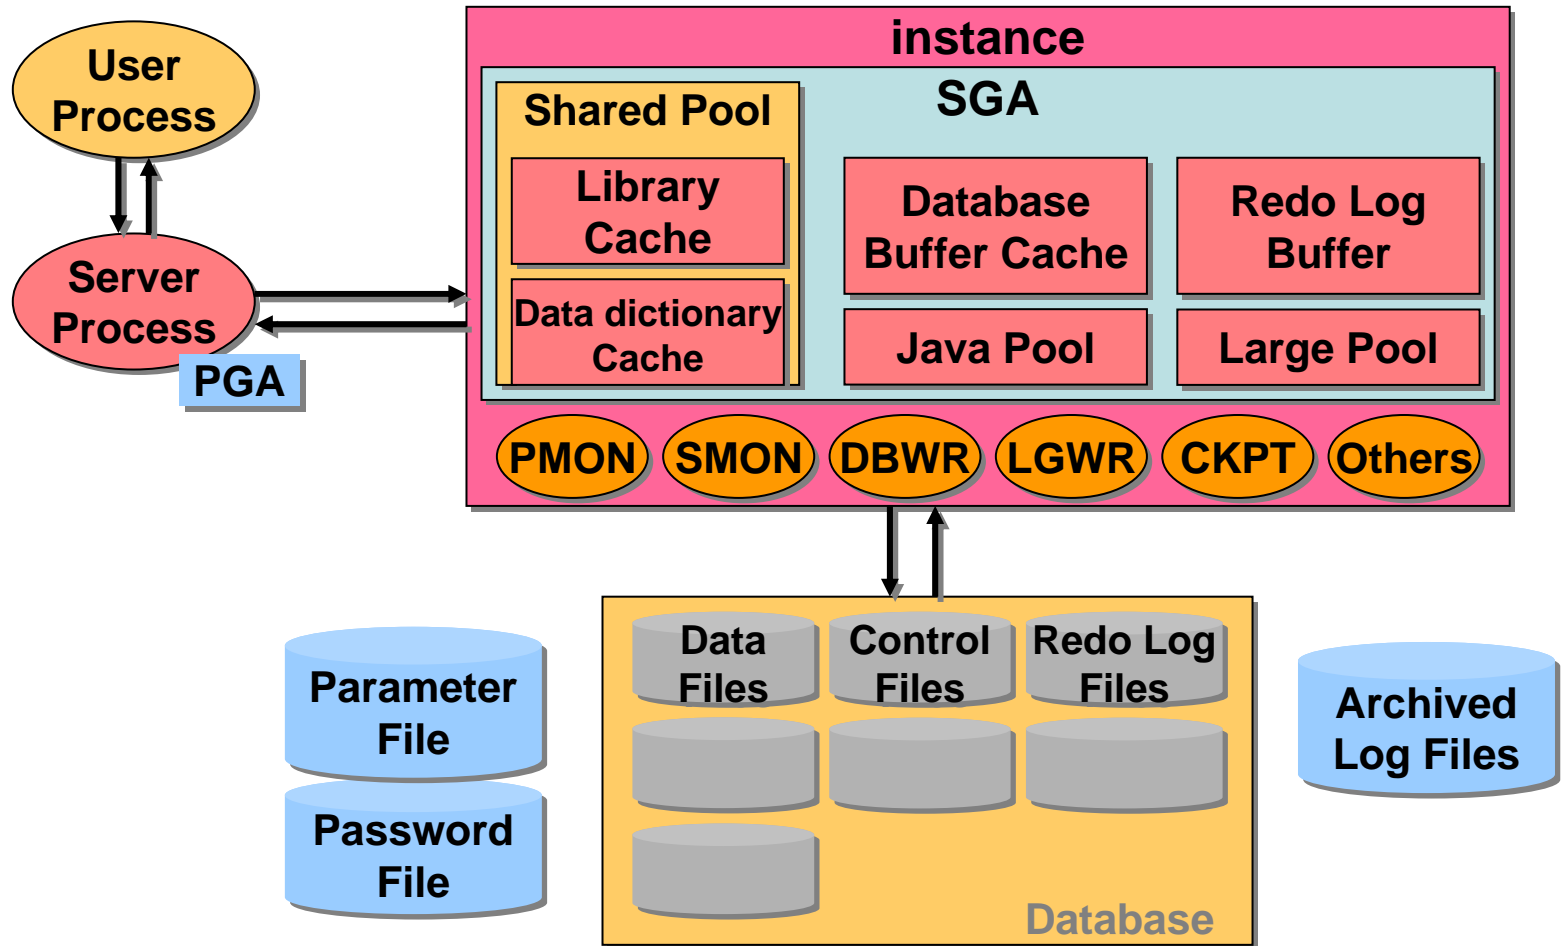 User
Process
Server
Process
PGA
instance
SGA
Shared Pool
Library
Cache
Data dictionary
Cache
Database
Buffer Cache
Redo Log
Buffer
Java Pool
Large Pool
PMON
SMON
DBWR
LGWR
CKPT
Others
Parameter
File
Password
File
Data
Files
Control
Files
Redo Log
Files
Database
Archived
Log Files